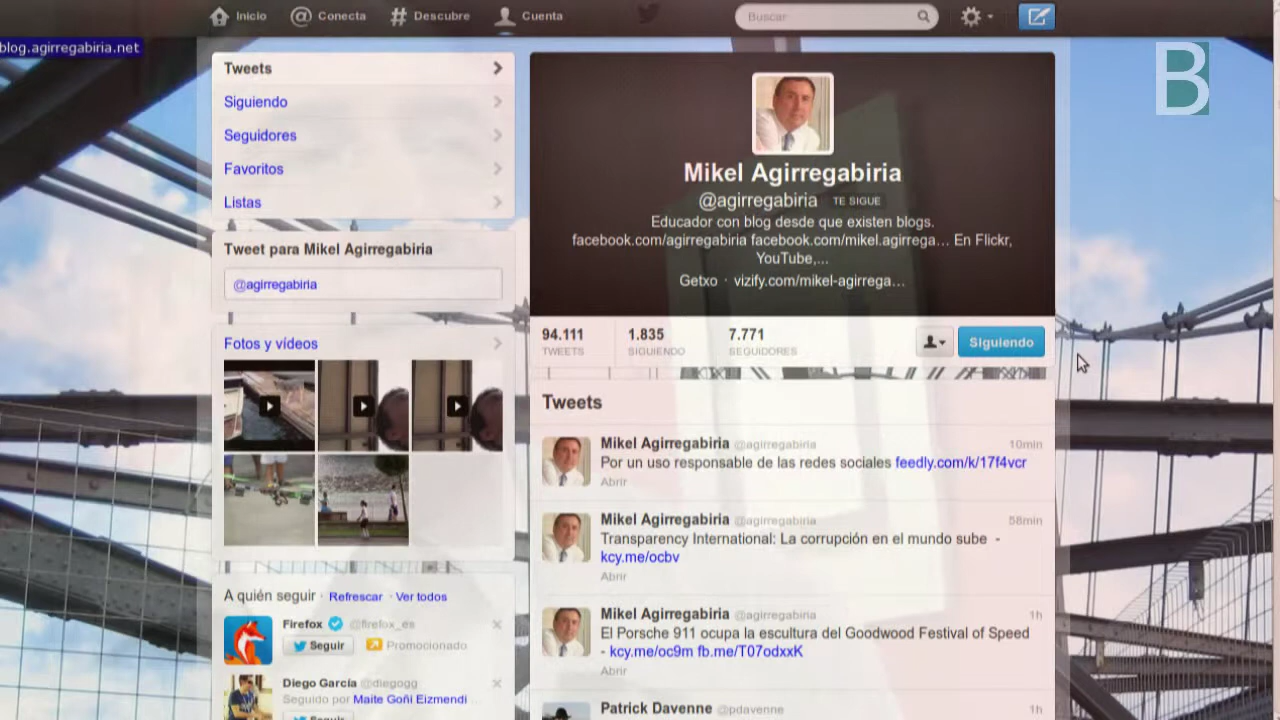 Inicio
Conecta
Descubre
Cuenta
Buscar
blog.agirregabiria.net
B
Tweets
Siguiendo
Seguidores
Favoritos
Listas
Tweet para Mikel Agirregabiria
@agirregabiria
Fotos y vídeos
A quién seguir · Refrescar · Ver todos
Firefox @firefox_es
Seguir Promocionado
Diego García @diegogg
Seguido por Maite Goñi Eizmendi
Seguir
Mikel Agirregabiria
@agirregabiria TE SIGUE
Educador con blog desde que existen blogs.
facebook.com/agirregabiria facebook.com/mikel.agirrega… En Flickr,
YouTube,...
Getxo · vizify.com/mikel-agirrega…
94.111 1.835 7.771
TWEETS SIGUIENDO SEGUIDORES
Siguiendo
Tweets
Mikel Agirregabiria @agirregabiria 10min
Por un uso responsable de las redes sociales feedly.com/k/17f4vcr
Abrir
Mikel Agirregabiria @agirregabiria 58min
Transparency International: La corrupción en el mundo sube -
kcy.me/ocbv
Abrir
Mikel Agirregabiria @agirregabiria 1h
El Porsche 911 ocupa la escultura del Goodwood Festival of Speed
- kcy.me/oc9m fb.me/T07odxxK
Abrir
Patrick Davenne @pdavenne 1h